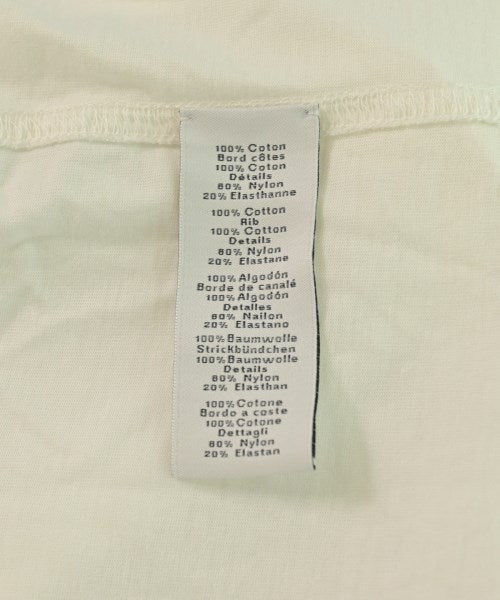 100% Coton
Bord côtes
100% Coton
Détails
80% Nylon
20% Elasthanne
100% Cotton
Rib
100% Cotton
Details
80% Nylon
20% Elastane
100% Algodón
Borde de canalé
100% Algodón
Detalles
80% Nailon
20% Elastano
100% Baumwolle
Strickbündchen
100% Baumwolle
Details
80% Nylon
20% Elasthan
100% Cotone
Bordo a coste
100% Cotone
Dettagli
80% Nylon
20% Elastan